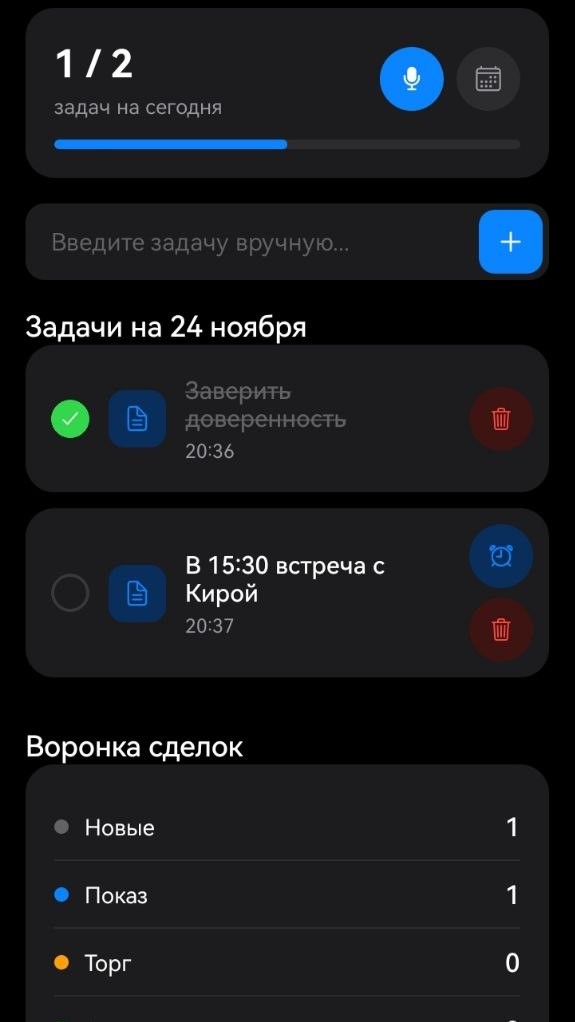 1 / 2
задач на сегодня
Введите задачу вручную...
Задачи на 24 ноября
Заверить
доверенность
20:36
В 15:30 встреча с
Кирой
20:37
Воронка сделок
Новые 1
Показ 1
Торг 0